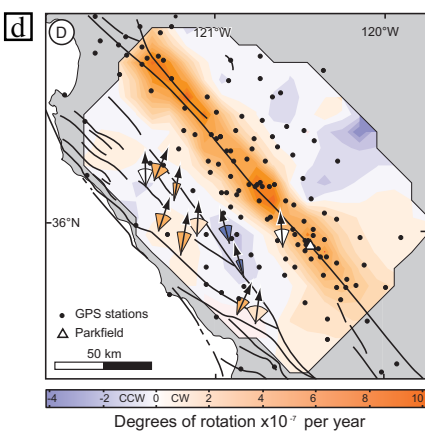 d
D
121°W
120°W
36°N
GPS stations
Parkfield
50 km
-4 -2 CCW 0 CW 2 4 6 8 10
Degrees of rotation x10⁻⁷ per year